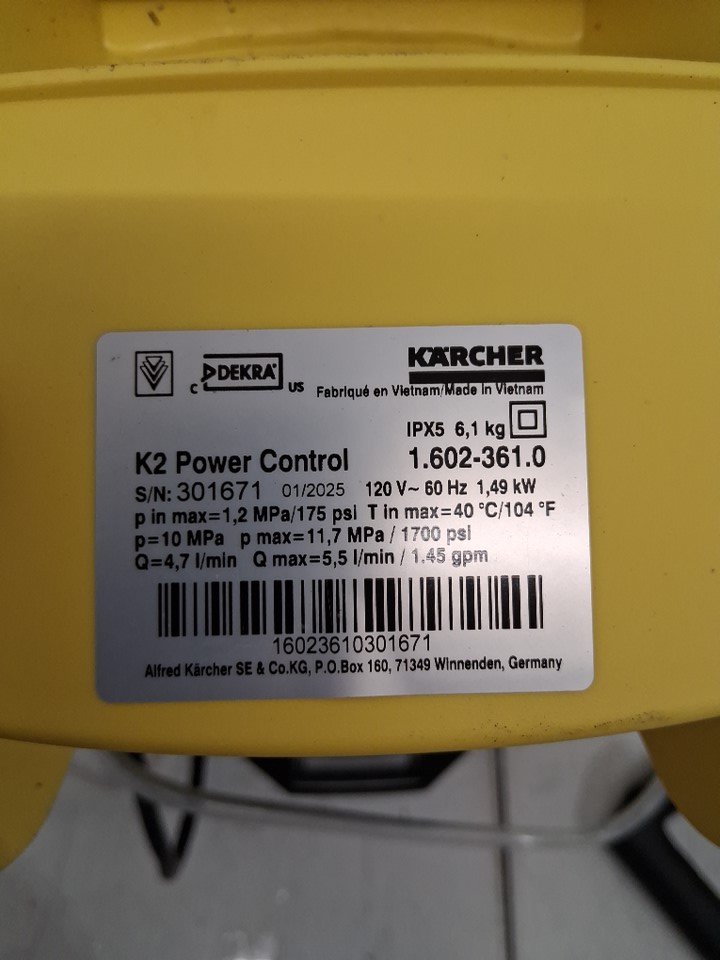 C DEKRA US
KÄRCHER
Fabriqué en Vietnam/Made in Vietnam
IPX5 6,1 kg
K2 Power Control 1.602-361.0
S/N: 301671 01/2025 120 V~ 60 Hz 1,49 kW
p in max=1,2 MPa/175 psi T in max=40 °C/104 °F
p=10 MPa p max=11,7 MPa / 1700 psi
Q=4,7 l/min Q max=5,5 l/min / 1.45 gpm
16023610301671
Alfred Kärcher SE & Co.KG, P.O.Box 160, 71349 Winnenden, Germany